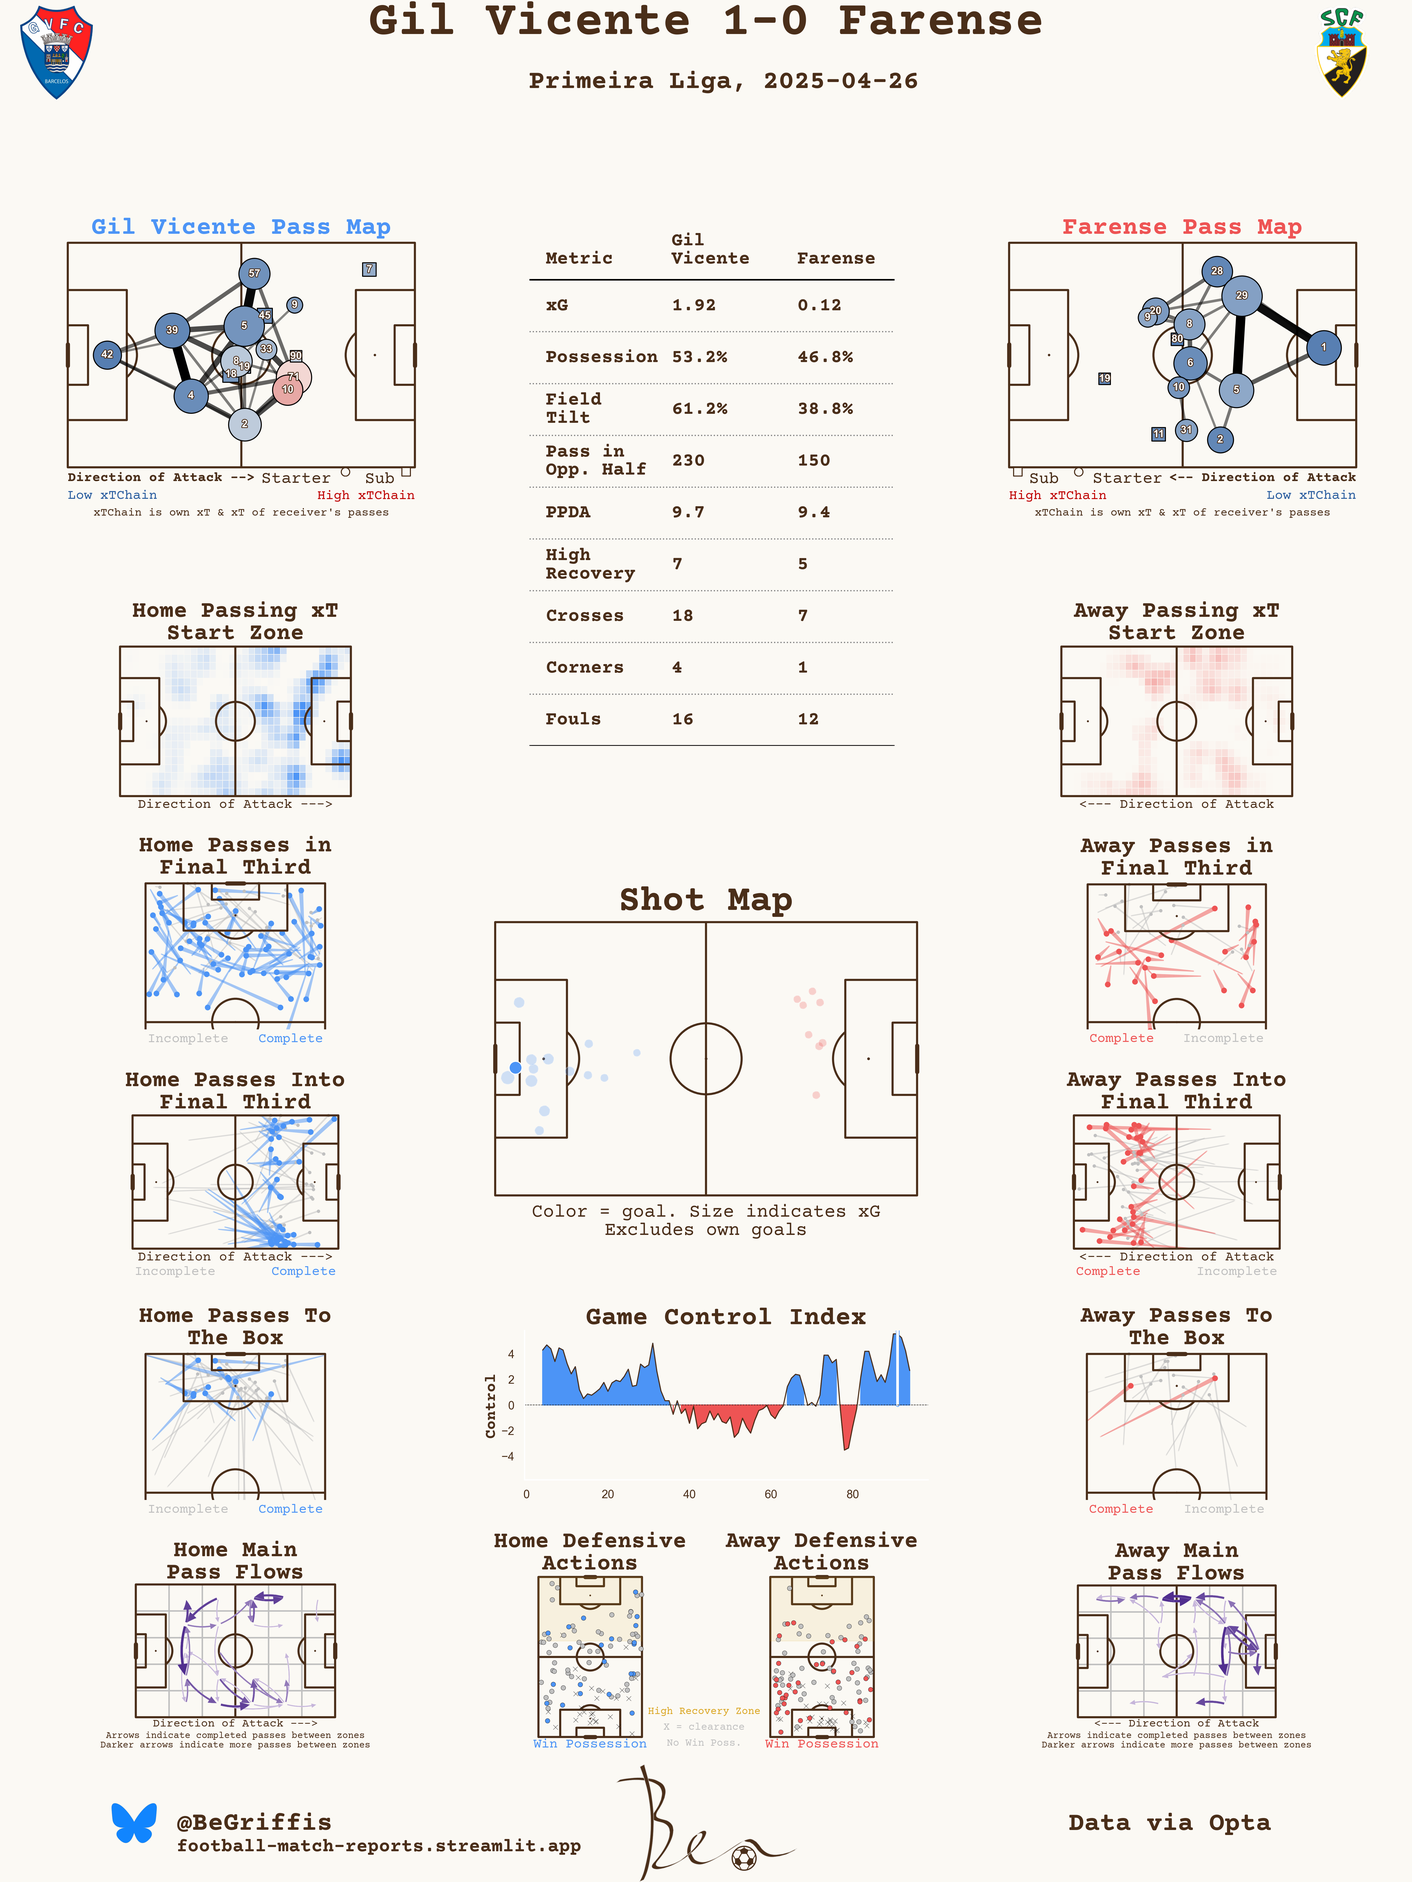 Gil Vicente 1-0 Farense
Primeira Liga, 2025-04-26
GVFC
BARCELOS
SCF
Gil Vicente Pass Map
57
7
9
45
39
5
33
42
8
19
18
90
71
10
4
2
Direction of Attack --> Starter Sub
Low xTChain High xTChain
xTChain is own xT & xT of receiver's passes
Metric Gil Vicente Farense
xG 1.92 0.12
Possession 53.2% 46.8%
Field Tilt 61.2% 38.8%
Pass in Opp. Half 230 150
PPDA 9.7 9.4
High Recovery 7 5
Crosses 18 7
Corners 4 1
Fouls 16 12
Farense Pass Map
28
29
20
9
8
80
1
6
19
10
5
11
31
2
Sub Starter <-- Direction of Attack
High xTChain Low xTChain
xTChain is own xT & xT of receiver's passes
Home Passing xT
Start Zone
Direction of Attack --->
Away Passing xT
Start Zone
<--- Direction of Attack
Home Passes in
Final Third
Incomplete Complete
Away Passes in
Final Third
Complete Incomplete
Shot Map
Color = goal. Size indicates xG
Excludes own goals
Home Passes Into
Final Third
Direction of Attack --->
Incomplete Complete
Away Passes Into
Final Third
<--- Direction of Attack
Complete Incomplete
Home Passes To
The Box
Incomplete Complete
Game Control Index
Control
4
2
0
−2
−4
0 20 40 60 80
Away Passes To
The Box
Complete Incomplete
Home Main
Pass Flows
Direction of Attack --->
Arrows indicate completed passes between zones
Darker arrows indicate more passes between zones
Home Defensive
Actions
Win Possession
High Recovery Zone
X = clearance
No Win Poss.
Away Defensive
Actions
Win Possession
Away Main
Pass Flows
<--- Direction of Attack
Arrows indicate completed passes between zones
Darker arrows indicate more passes between zones
@BeGriffis
football-match-reports.streamlit.app
Ben
Data via Opta